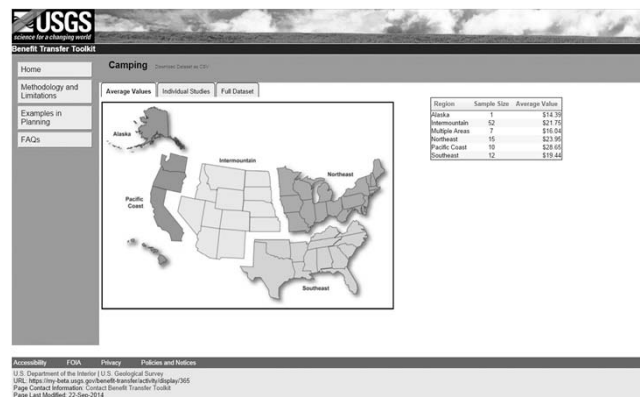 USGS
science for a changing world
Benefit Transfer Toolkit
Home
Methodology and
Limitations
Examples in
Planning
FAQs
Camping Download Dataset as CSV
Average Values Individual Studies Full Dataset
Alaska
Intermountain
Northeast
Pacific
Coast
Southeast
Region Sample Size Average Value
Alaska 1 $14.39
Intermountain 52 $21.75
Multiple Areas 7 $16.04
Northeast 15 $23.95
Pacific Coast 10 $28.65
Southeast 12 $19.44
Accessibility FOIA Privacy Policies and Notices
U.S. Department of the Interior | U.S. Geological Survey
URL: https://my-beta.usgs.gov/benefit-transfer/activity/display/365
Page Contact Information: Contact Benefit Transfer Toolkit
Page Last Modified: 22-Sep-2014